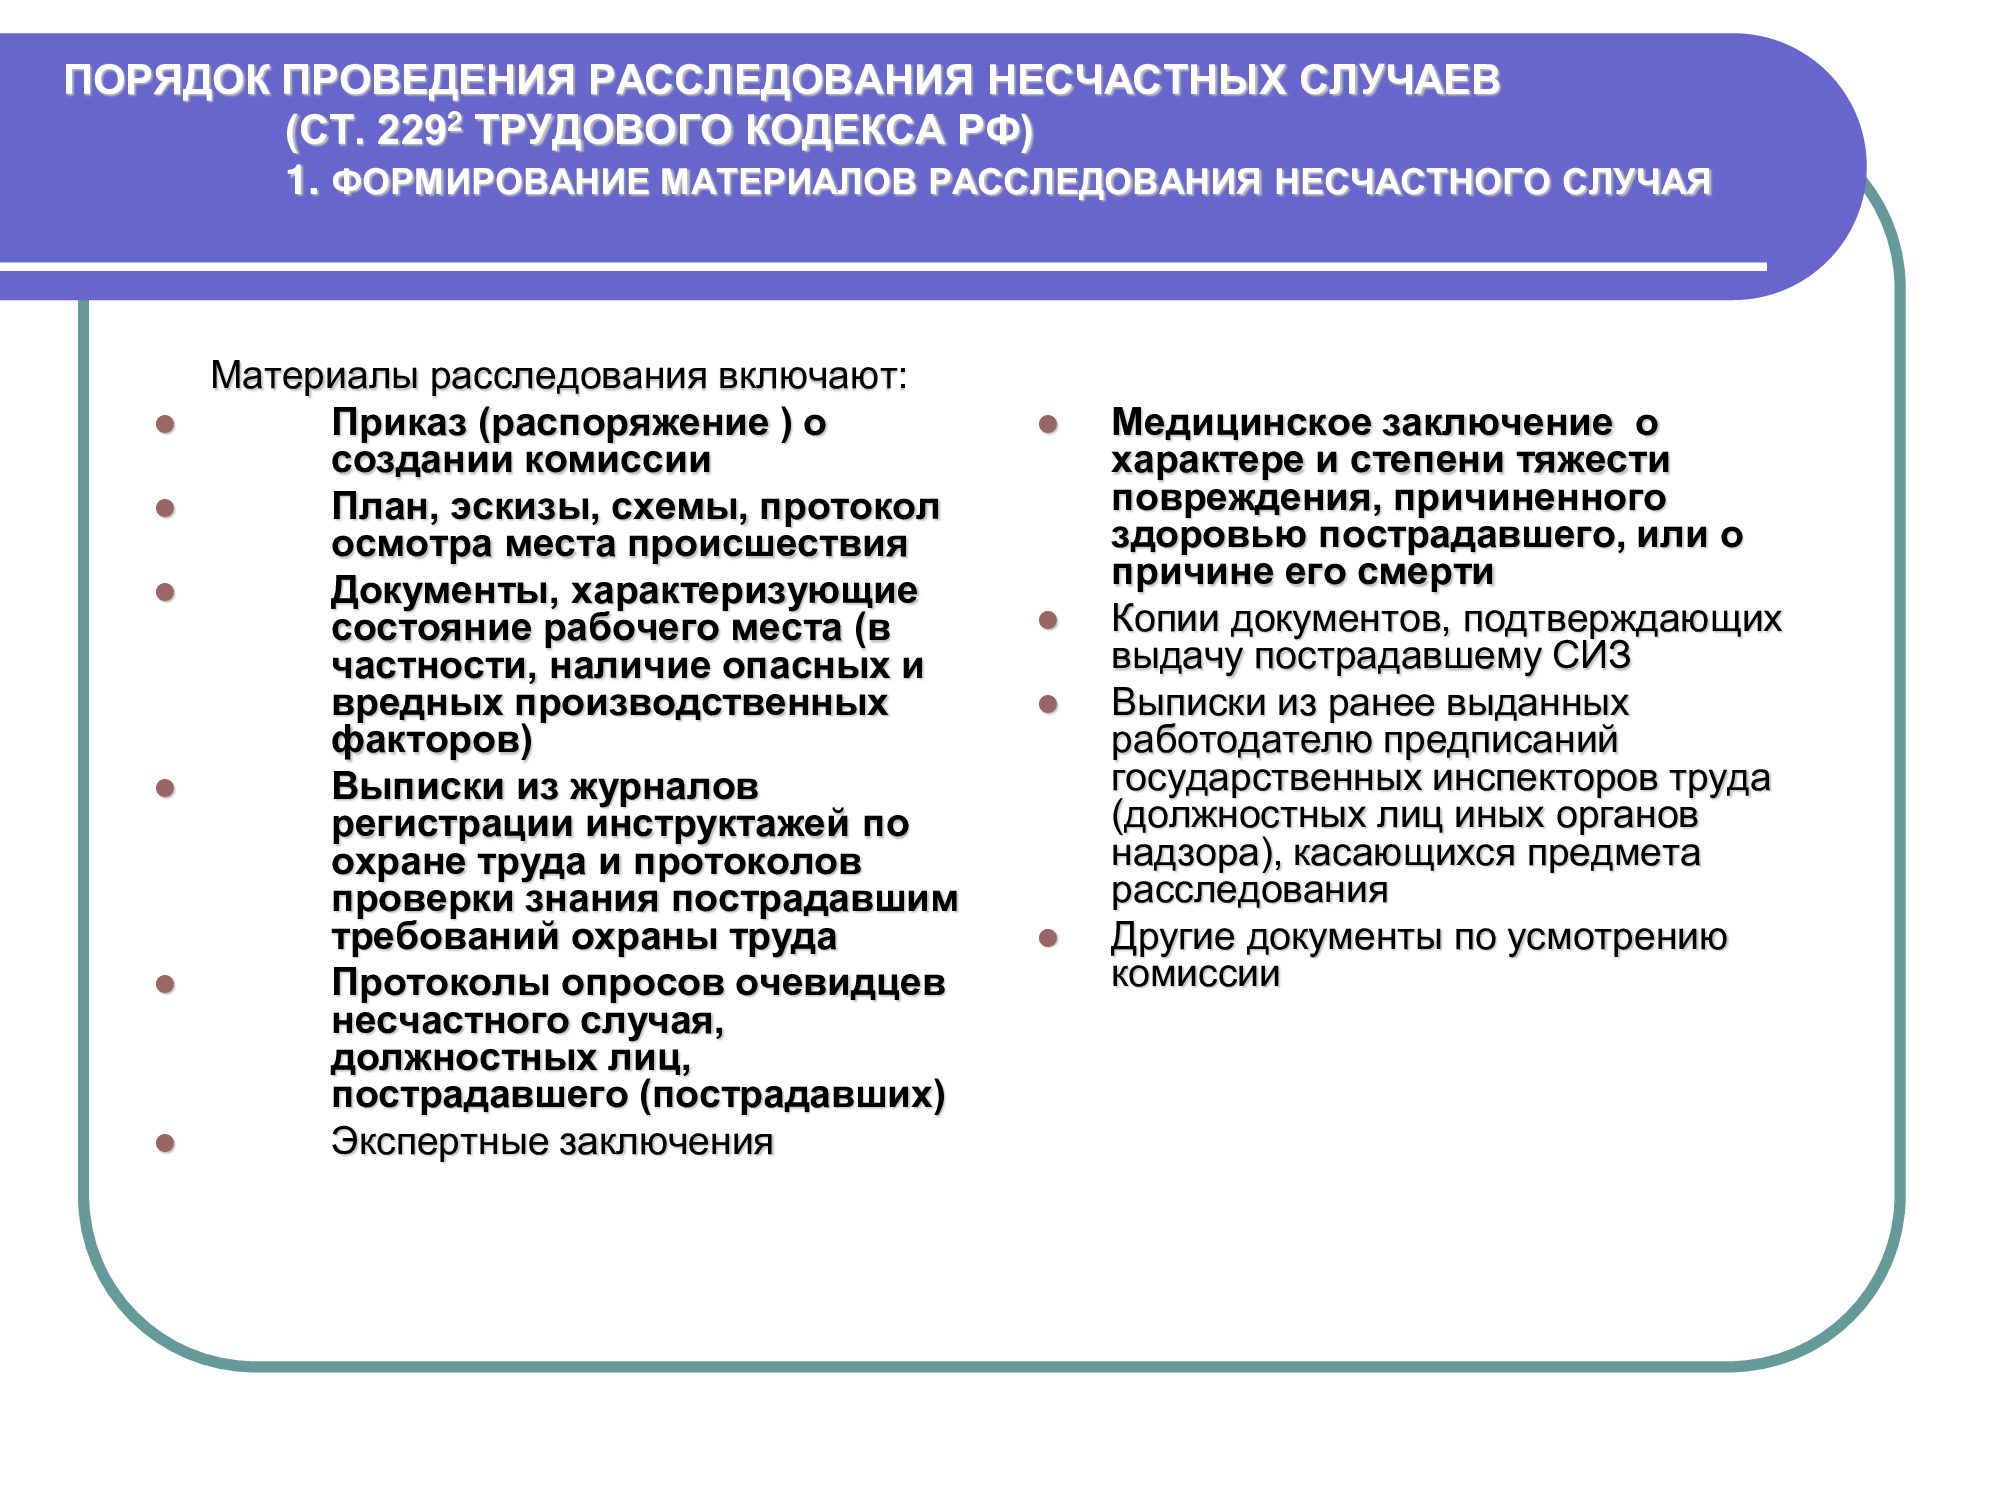 ПОРЯДОК ПРОВЕДЕНИЯ РАССЛЕДОВАНИЯ НЕСЧАСТНЫХ СЛУЧАЕВ
(СТ. 229² ТРУДОВОГО КОДЕКСА РФ)
1. ФОРМИРОВАНИЕ МАТЕРИАЛОВ РАССЛЕДОВАНИЯ НЕСЧАСТНОГО СЛУЧАЯ
Материалы расследования включают:
Приказ (распоряжение ) о
создании комиссии
План, эскизы, схемы, протокол
осмотра места происшествия
Документы, характеризующие
состояние рабочего места (в
частности, наличие опасных и
вредных производственных
факторов)
Выписки из журналов
регистрации инструктажей по
охране труда и протоколов
проверки знания пострадавшим
требований охраны труда
Протоколы опросов очевидцев
несчастного случая,
должностных лиц,
пострадавшего (пострадавших)
Экспертные заключения
Медицинское заключение  о
характере и степени тяжести
повреждения, причиненного
здоровью пострадавшего, или о
причине его смерти
Копии документов, подтверждающих
выдачу пострадавшему СИЗ
Выписки из ранее выданных
работодателю предписаний
государственных инспекторов труда
(должностных лиц иных органов
надзора), касающихся предмета
расследования
Другие документы по усмотрению
комиссии